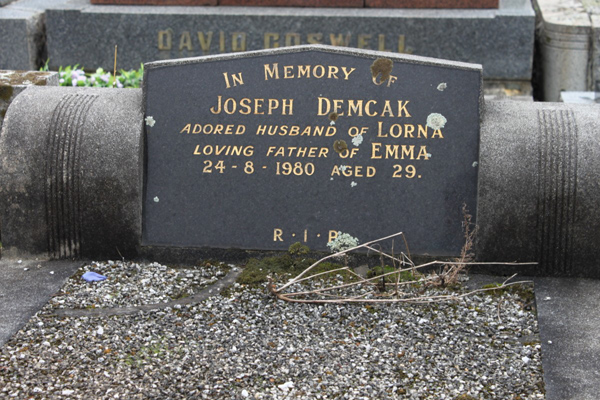 DAVID COSWELL
IN MEMORY OF
JOSEPH DEMCAK
ADORED HUSBAND OF LORNA
LOVING FATHER OF EMMA
24-8-1980 AGED 29.
R·I·P